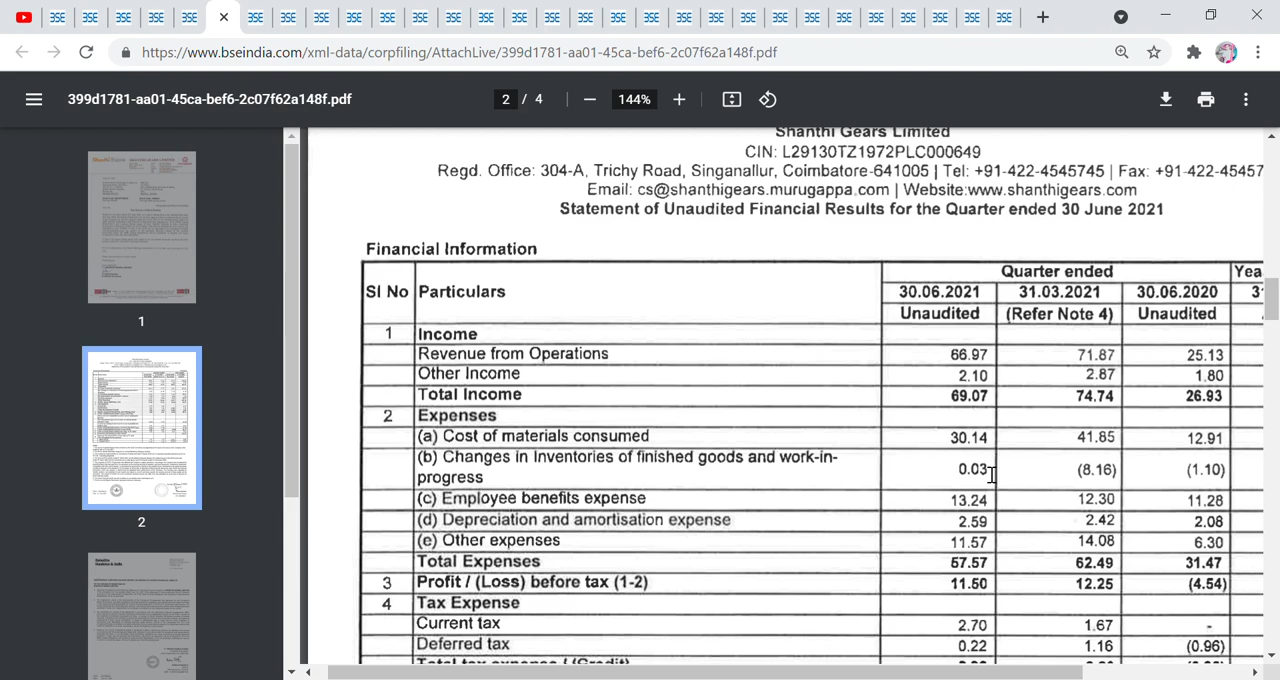 https://www.bseindia.com/xml-data/corpfiling/AttachLive/399d1781-aa01-45ca-bef6-2c07f62a148f.pdf
399d1781-aa01-45ca-bef6-2c07f62a148f.pdf
2 / 4
144%
1
2
Shanthi Gears Limited
CIN: L29130TZ1972PLC000649
Regd. Office: 304-A, Trichy Road, Singanallur, Coimbatore-641005 | Tel: +91-422-4545745 | Fax: +91-422-45457
Email: cs@shanthigears.murugappa.com | Website:www.shanthigears.com
Statement of Unaudited Financial Results for the Quarter ended 30 June 2021
Financial Information
Quarter ended Yea
SI No Particulars 30.06.2021 31.03.2021 30.06.2020 3
Unaudited (Refer Note 4) Unaudited
1 Income
Revenue from Operations 66.97 71.87 25.13
Other Income 2.10 2.87 1.80
Total Income 69.07 74.74 26.93
2 Expenses
(a) Cost of materials consumed 30.14 41.85 12.91
(b) Changes in inventories of finished goods and work-in-
progress 0.03 (8.16) (1.10)
(c) Employee benefits expense 13.24 12.30 11.28
(d) Depreciation and amortisation expense 2.59 2.42 2.08
(e) Other expenses 11.57 14.08 6.30
Total Expenses 57.57 62.49 31.47
3 Profit / (Loss) before tax (1-2) 11.50 12.25 (4.54)
4 Tax Expense
Current tax 2.70 1.67 -
Deferred tax 0.22 1.16 (0.96)